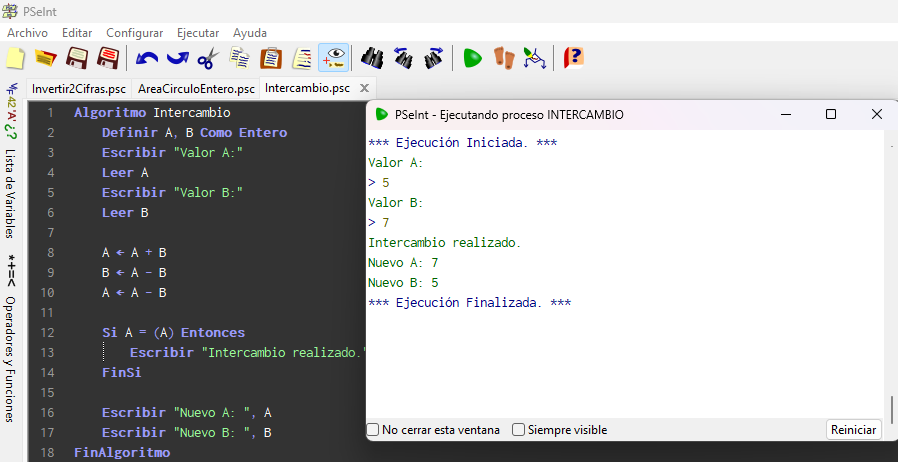 PSeInt
Archivo Editar Configurar Ejecutar Ayuda
Invertir2Cifras.psc AreaCirculoEntero.psc Intercambio.psc
Lista de Variables
Operadores y Funciones
1 Algoritmo Intercambio
2 Definir A, B Como Entero
3 Escribir "Valor A:"
4 Leer A
5 Escribir "Valor B:"
6 Leer B
7
8 A ← A + B
9 B ← A - B
10 A ← A - B
11
12 Si A = (A) Entonces
13 Escribir "Intercambio realizado."
14 FinSi
15
16 Escribir "Nuevo A: ", A
17 Escribir "Nuevo B: ", B
18 FinAlgoritmo
PSeInt - Ejecutando proceso INTERCAMBIO
*** Ejecución Iniciada. ***
Valor A:
> 5
Valor B:
> 7
Intercambio realizado.
Nuevo A: 7
Nuevo B: 5
*** Ejecución Finalizada. ***
No cerrar esta ventana Siempre visible Reiniciar